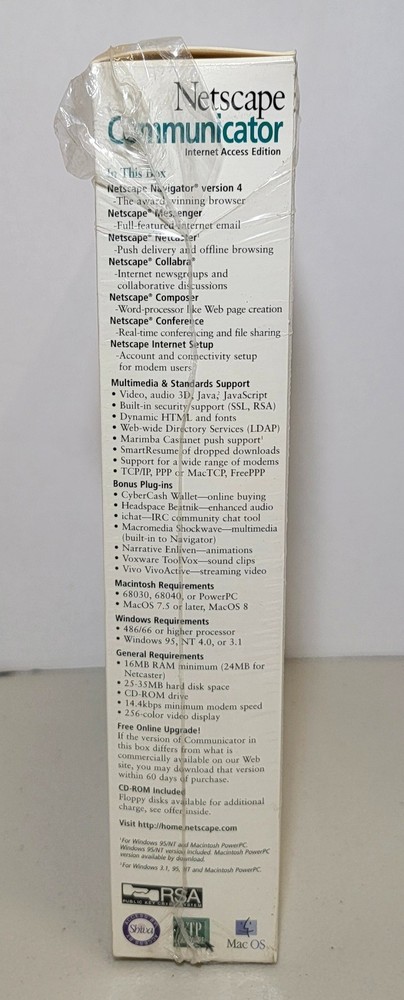 Netscape
Communicator
Internet Access Edition
In This Box
Netscape Navigator® version 4
-The award winning browser
Netscape® Messenger
-Full-featured internet email
Netscape® Netcaster¹
-Push delivery and offline browsing
Netscape® Collabra®
-Internet newsgroups and
collaborative discussions
Netscape® Composer
-Word-processor like Web page creation
Netscape® Conference
-Real-time conferencing and file sharing
Netscape Internet Setup
-Account and connectivity setup
for modem users
Multimedia & Standards Support
• Video, audio 3D, Java,¹ JavaScript
• Built-in security support (SSL, RSA)
• Dynamic HTML and fonts
• Web-wide Directory Services (LDAP)
• Marimba Castanet push support¹
• SmartResume of dropped downloads
• Support for a wide range of modems
• TCP/IP, PPP or MacTCP, FreePPP
Bonus Plug-ins
• CyberCash Wallet—online buying
• Headspace Beatnik—enhanced audio
• ichat—IRC community chat tool
• Macromedia Shockwave—multimedia
(built-in to Navigator)
• Narrative Enliven—animations
• Voxware ToolVox—sound clips
• Vivo VivoActive—streaming video
Macintosh Requirements
• 68030, 68040, or PowerPC
• MacOS 7.5 or later, MacOS 8
Windows Requirements
• 486/66 or higher processor
• Windows 95, NT 4.0, or 3.1
General Requirements
• 16MB RAM minimum (24MB for
Netcaster)
• 25-35MB hard disk space
• CD-ROM drive
• 14.4kbps minimum modem speed
• 256-color video display
Free Online Upgrade!
If the version of Communicator in
this box differs from what is
commercially available on our Web
site, you may download that version
within 60 days of purchase.
CD-ROM Included
Floppy disks available for additional
charge, see offer inside.
Visit http://home.netscape.com
¹For Windows 95/NT and Macintosh PowerPC.
Windows 95/NT version included. Macintosh PowerPC
version available by download.
²For Windows 3.1, 95, NT and Macintosh PowerPC.
RSA
PUBLIC KEY CRYPTOSYSTEM
Shiva
Mac OS